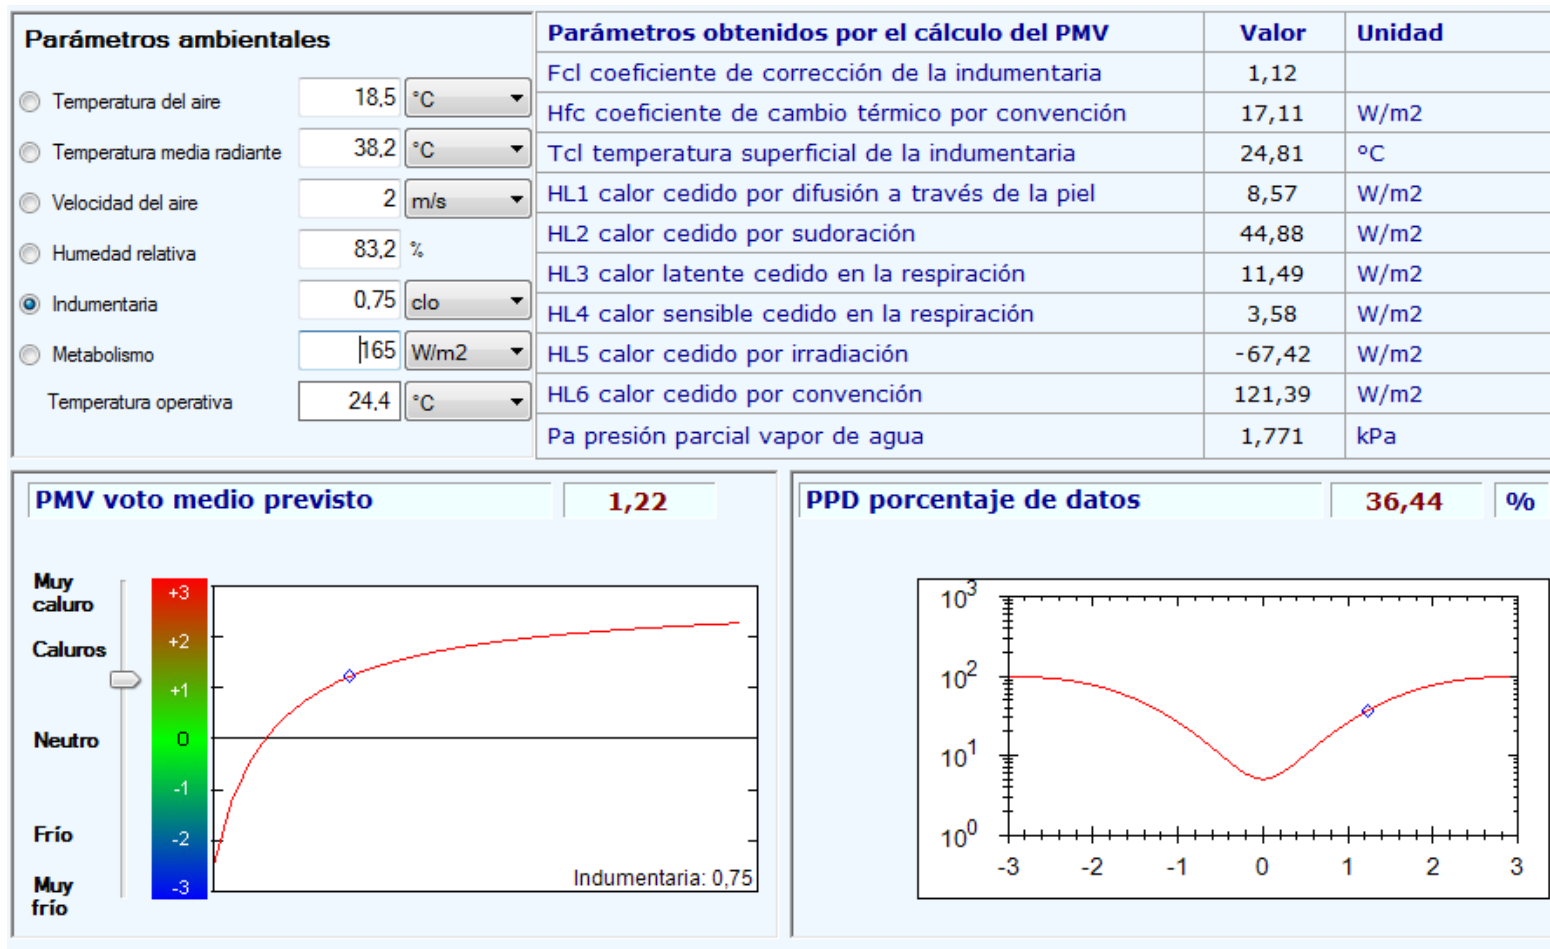 Parámetros ambientales
Temperatura del aire 18,5 °C
Temperatura media radiante 38,2 °C
Velocidad del aire 2 m/s
Humedad relativa 83,2 %
Indumentaria 0,75 clo
Metabolismo 165 W/m2
Temperatura operativa 24,4 °C
Parámetros obtenidos por el cálculo del PMV Valor Unidad
Fcl coeficiente de corrección de la indumentaria 1,12
Hfc coeficiente de cambio térmico por convención 17,11 W/m2
Tcl temperatura superficial de la indumentaria 24,81 °C
HL1 calor cedido por difusión a través de la piel 8,57 W/m2
HL2 calor cedido por sudoración 44,88 W/m2
HL3 calor latente cedido en la respiración 11,49 W/m2
HL4 calor sensible cedido en la respiración 3,58 W/m2
HL5 calor cedido por irradiación -67,42 W/m2
HL6 calor cedido por convención 121,39 W/m2
Pa presión parcial vapor de agua 1,771 kPa
PMV voto medio previsto 1,22
Muy
caluro
Caluros
Neutro
Frío
Muy
frío
+3
+2
+1
0
-1
-2
-3
Indumentaria: 0,75
PPD porcentaje de datos 36,44 %
10³
10²
10¹
10⁰
-3 -2 -1 0 1 2 3